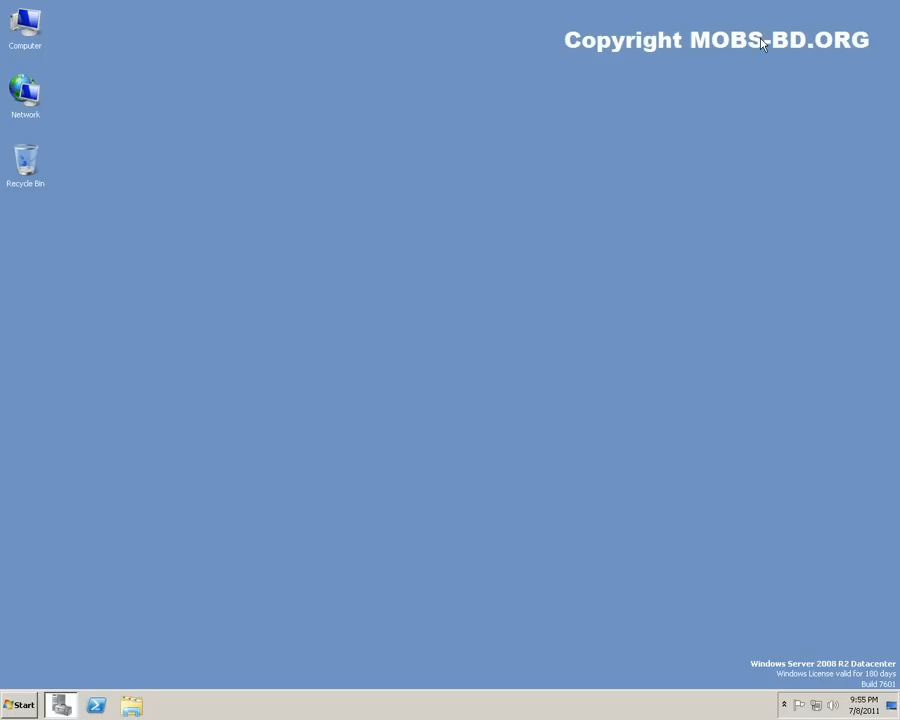 Copyright MOBS-BD.ORG
Computer
Network
Recycle Bin
Windows Server 2008 R2 Datacenter
Windows License valid for 180 days
Build 7601
Start
9:55 PM
7/8/2011